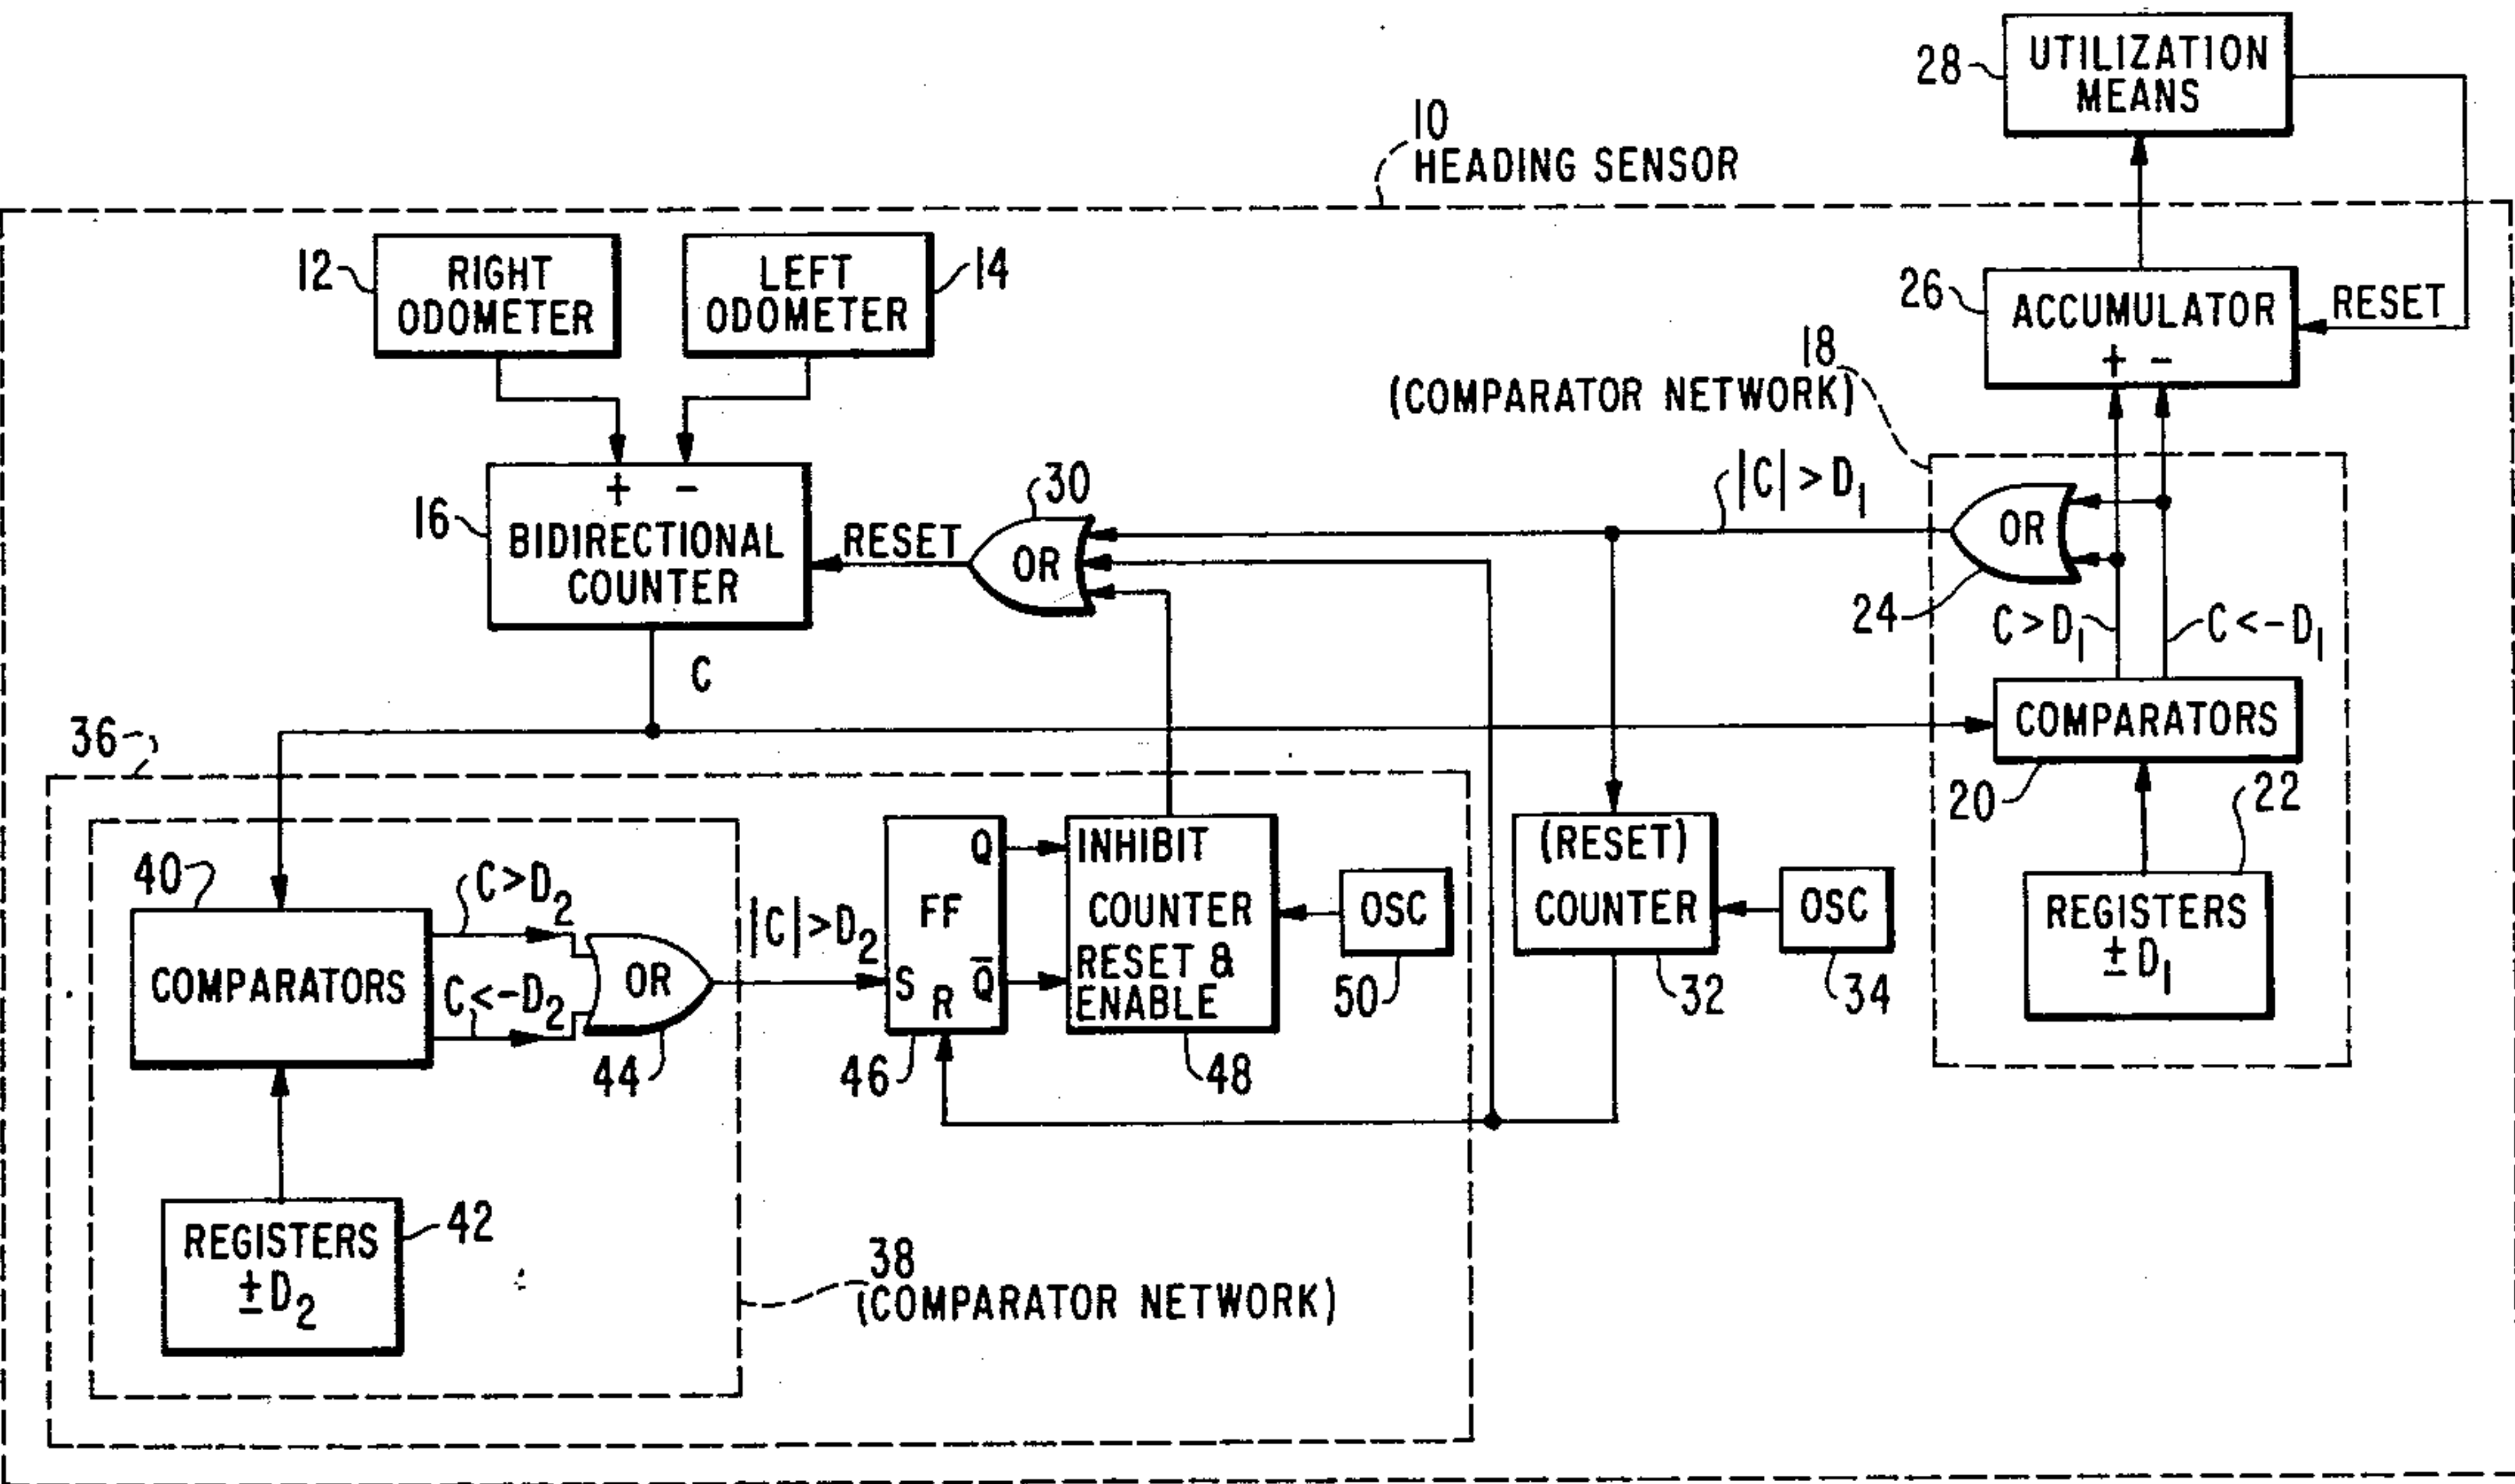 28
UTILIZATION
MEANS
10
HEADING SENSOR
12
RIGHT
ODOMETER
LEFT
ODOMETER
14
26
ACCUMULATOR
+ -
RESET
18
(COMPARATOR NETWORK)
16
+ -
BIDIRECTIONAL
COUNTER
RESET
30
OR
|C|>D1
OR
24
C>D1
C<-D1
C
COMPARATORS
20
22
REGISTERS
±D1
36
40
COMPARATORS
C>D2
C<-D2
OR
44
|C|>D2
Q
FF
S R Q̅
46
INHIBIT
COUNTER
RESET &
ENABLE
48
OSC
50
(RESET)
COUNTER
32
OSC
34
REGISTERS
±D2
42
38
(COMPARATOR NETWORK)